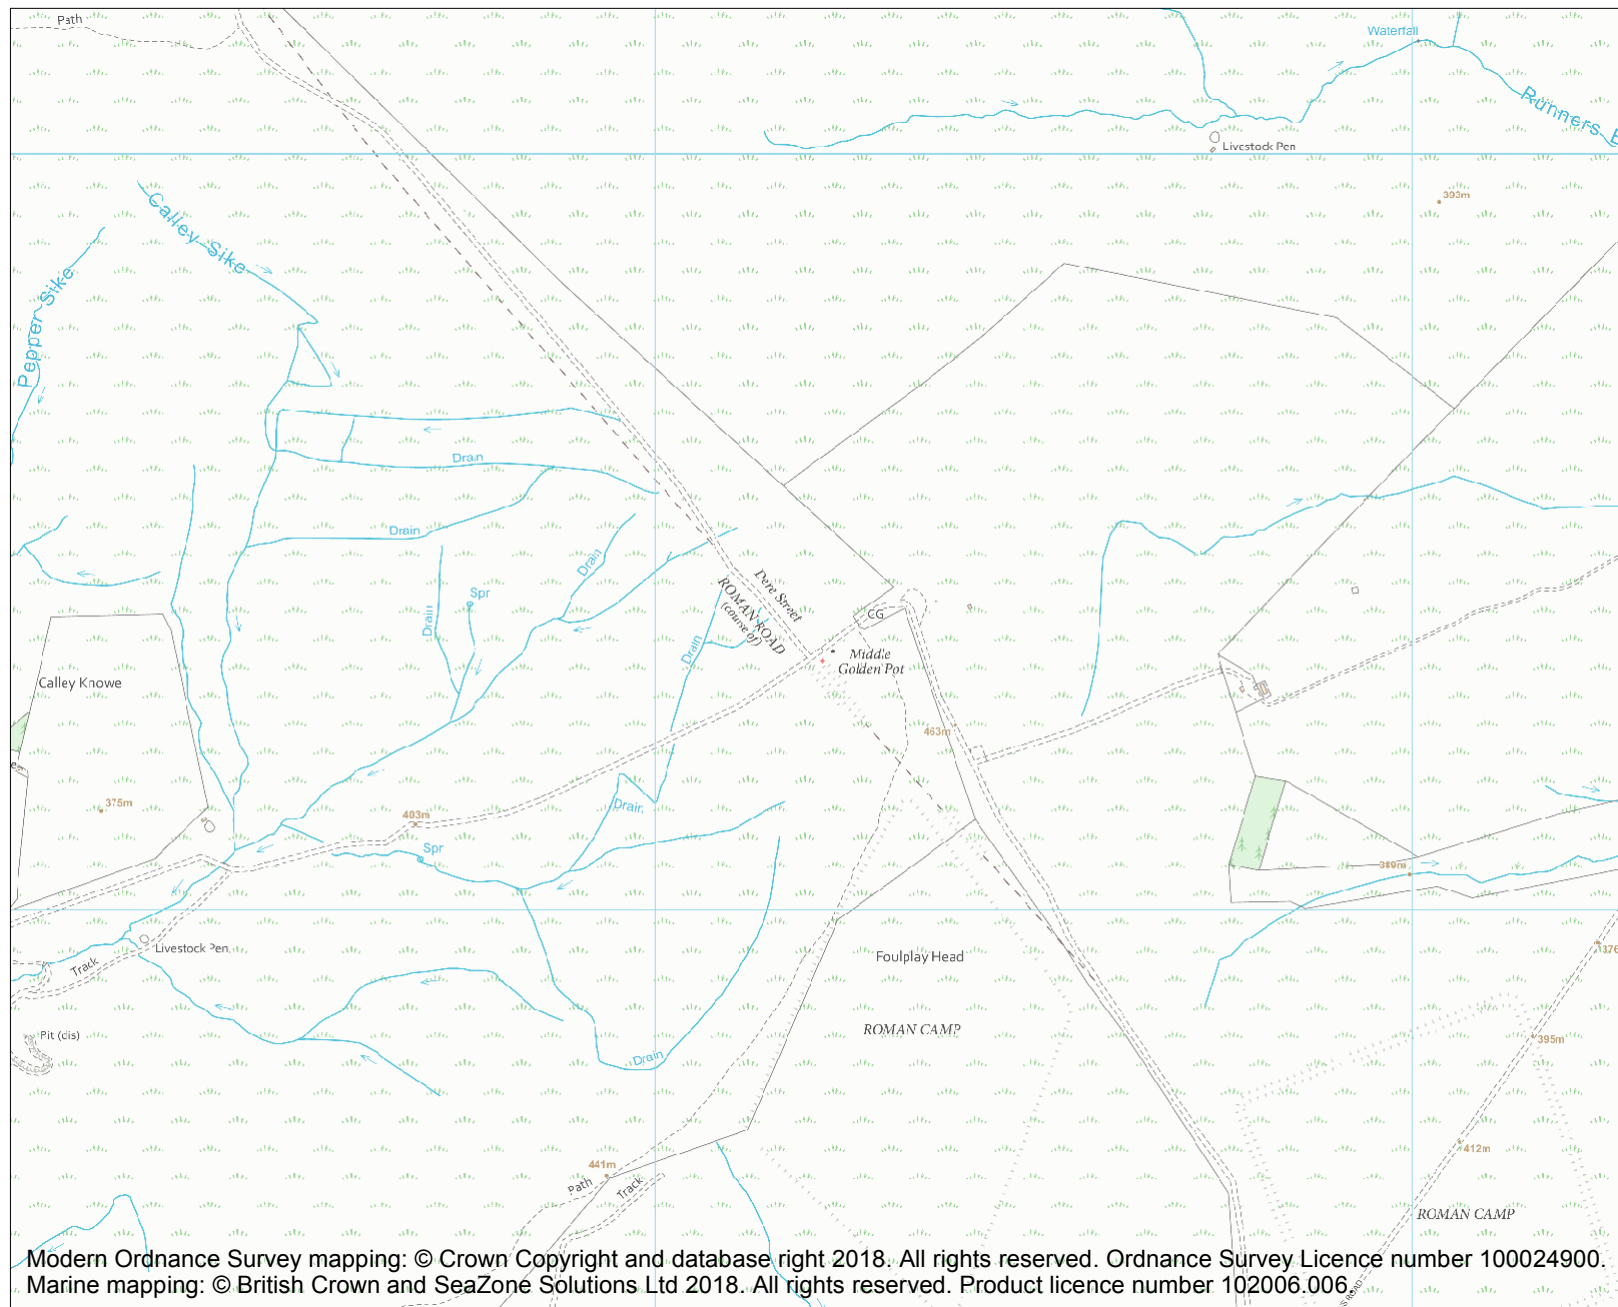 Path
Waterfall
Runners
Livestock Pen
393m
Calley Sike
Pepper Sike
Drain
Drain
Drain
Spr
Drain
Dere Street
ROMAN ROAD
(course of)
CG
Drain
Middle
Golden Pot
Calley Knowe
463m
375m
403m
Drain
Spr
389m
376
Livestock Pen
Foulplay Head
Track
ROMAN CAMP
Pit (dis)
395m
Drain
412m
441m
Path
Track
ROMAN CAMP
Modern Ordnance Survey mapping: © Crown Copyright and database right 2018. All rights reserved. Ordnance Survey Licence number 100024900.
Marine mapping: © British Crown and SeaZone Solutions Ltd 2018. All rights reserved. Product licence number 102006.006.